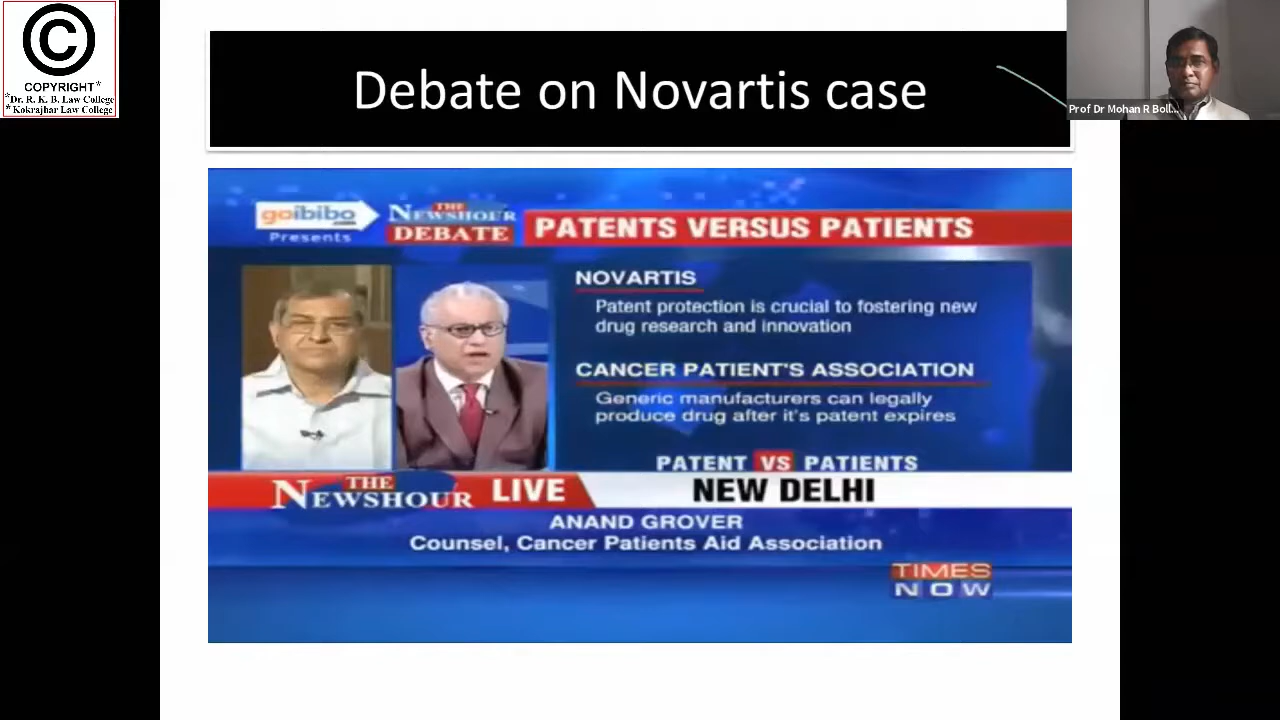 ©
COPYRIGHT*
*Dr. R. K. B. Law College
*Kokrajhar Law College
Debate on Novartis case
Prof Dr Mohan R Boll...
goibibo.com
Presents
THE
NEWSHOUR
DEBATE
PATENTS VERSUS PATIENTS
NOVARTIS
Patent protection is crucial to fostering new
drug research and innovation
CANCER PATIENT'S ASSOCIATION
Generic manufacturers can legally
produce drug after it's patent expires
PATENT VS PATIENTS
THE
NEWSHOUR LIVE
NEW DELHI
ANAND GROVER
Counsel, Cancer Patients Aid Association
TIMES
NOW